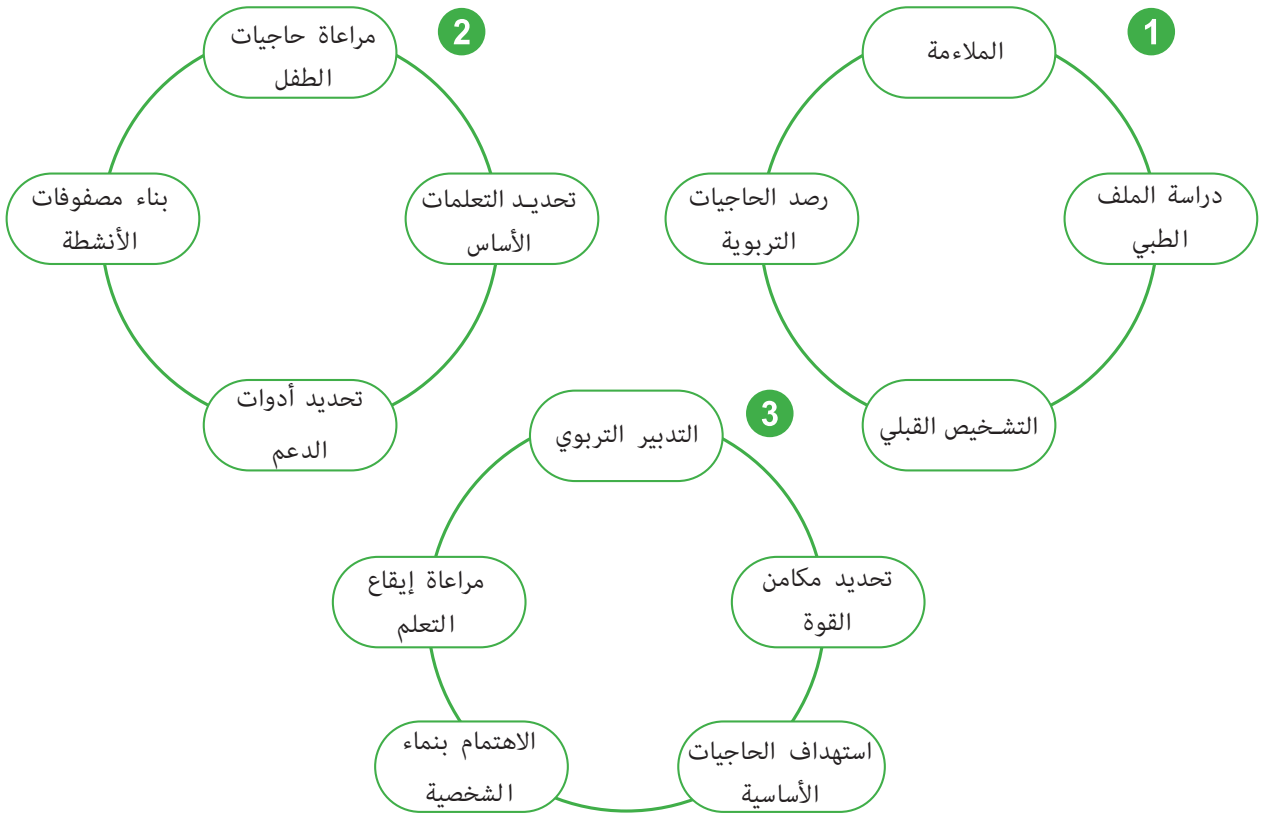 1
الملاءمة
دراسة الملف
الطبي
التشخيص القبلي
رصد الحاجيات
التربوية
2
مراعاة حاجيات
الطفل
تحديد التعلمات
الأساس
تحديد أدوات
الدعم
بناء مصفوفات
الأنشطة
3
التدبير التربوي
تحديد مكامن
القوة
استهداف الحاجيات
الأساسية
الاهتمام بنماء
الشخصية
مراعاة إيقاع
التعلم